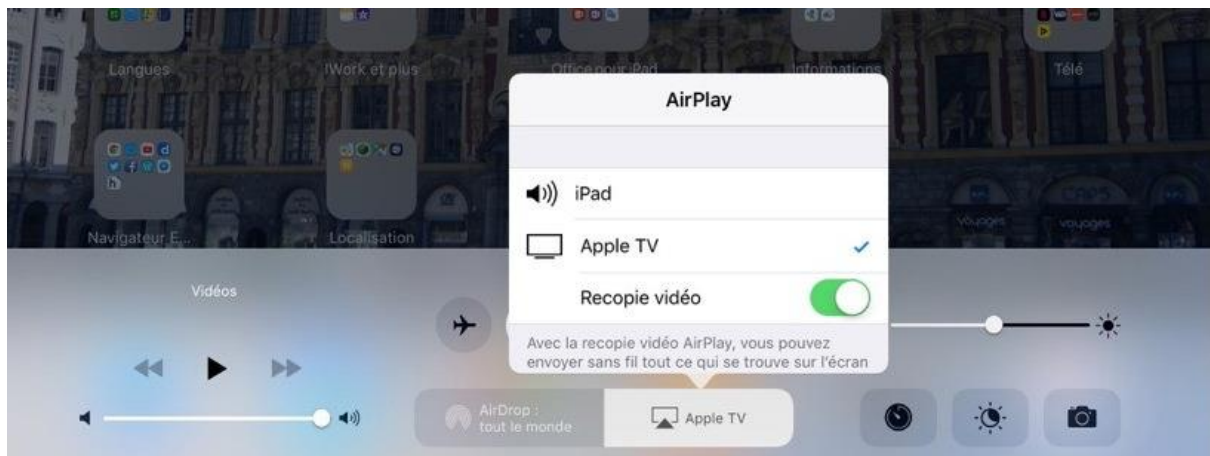 Langues
iWork et plus
Office pour iPad
Informations
Télé
AirPlay
iPad
Apple TV
Recopie vidéo
Avec la recopie vidéo AirPlay, vous pouvez
envoyer sans fil tout ce qui se trouve sur l'écran
Navigateur E...
Localisation
voyages
voyages
Vidéos
AirDrop :
tout le monde
Apple TV